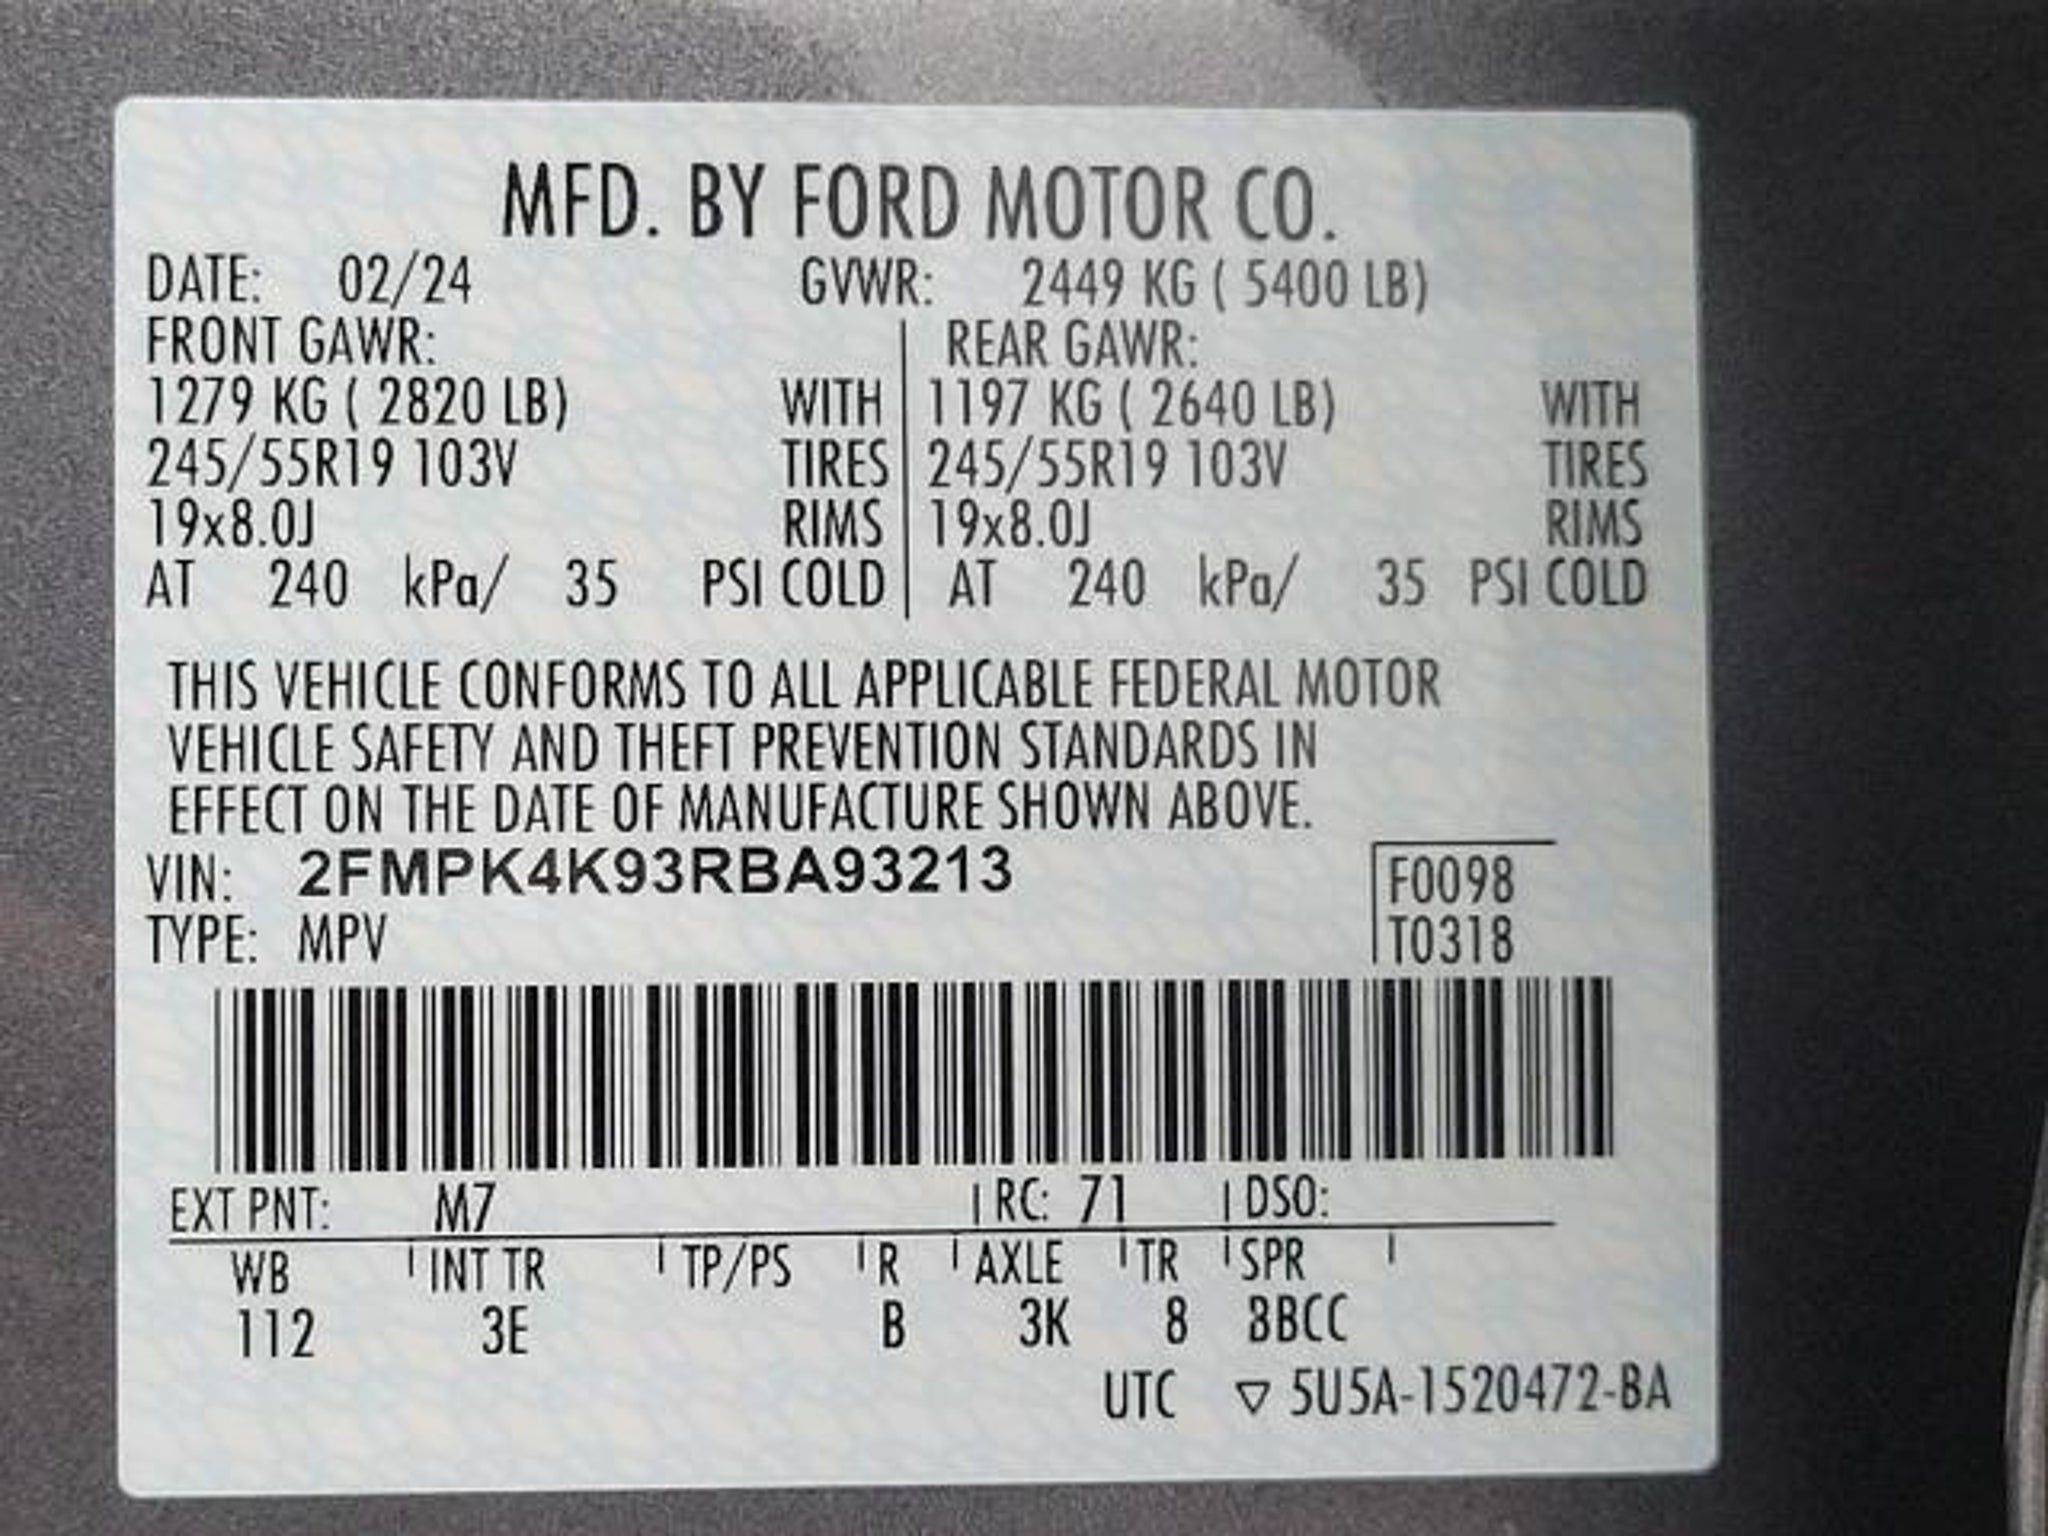 MFD. BY FORD MOTOR CO.
DATE: 02/24 GVWR: 2449 KG ( 5400 LB)
FRONT GAWR: REAR GAWR:
1279 KG ( 2820 LB) WITH 1197 KG ( 2640 LB) WITH
245/55R19 103V TIRES 245/55R19 103V TIRES
19x8.0J RIMS 19x8.0J RIMS
AT 240 kPa/ 35 PSI COLD AT 240 kPa/ 35 PSI COLD
THIS VEHICLE CONFORMS TO ALL APPLICABLE FEDERAL MOTOR
VEHICLE SAFETY AND THEFT PREVENTION STANDARDS IN
EFFECT ON THE DATE OF MANUFACTURE SHOWN ABOVE.
VIN: 2FMPK4K93RBA93213 F0098
TYPE: MPV T0318
EXT PNT: M7 RC: 71 DSO:
WB INT TR TP/PS R AXLE TR SPR
112 3E B 3K 8 8BCC
UTC ▽ 5U5A-1520472-BA